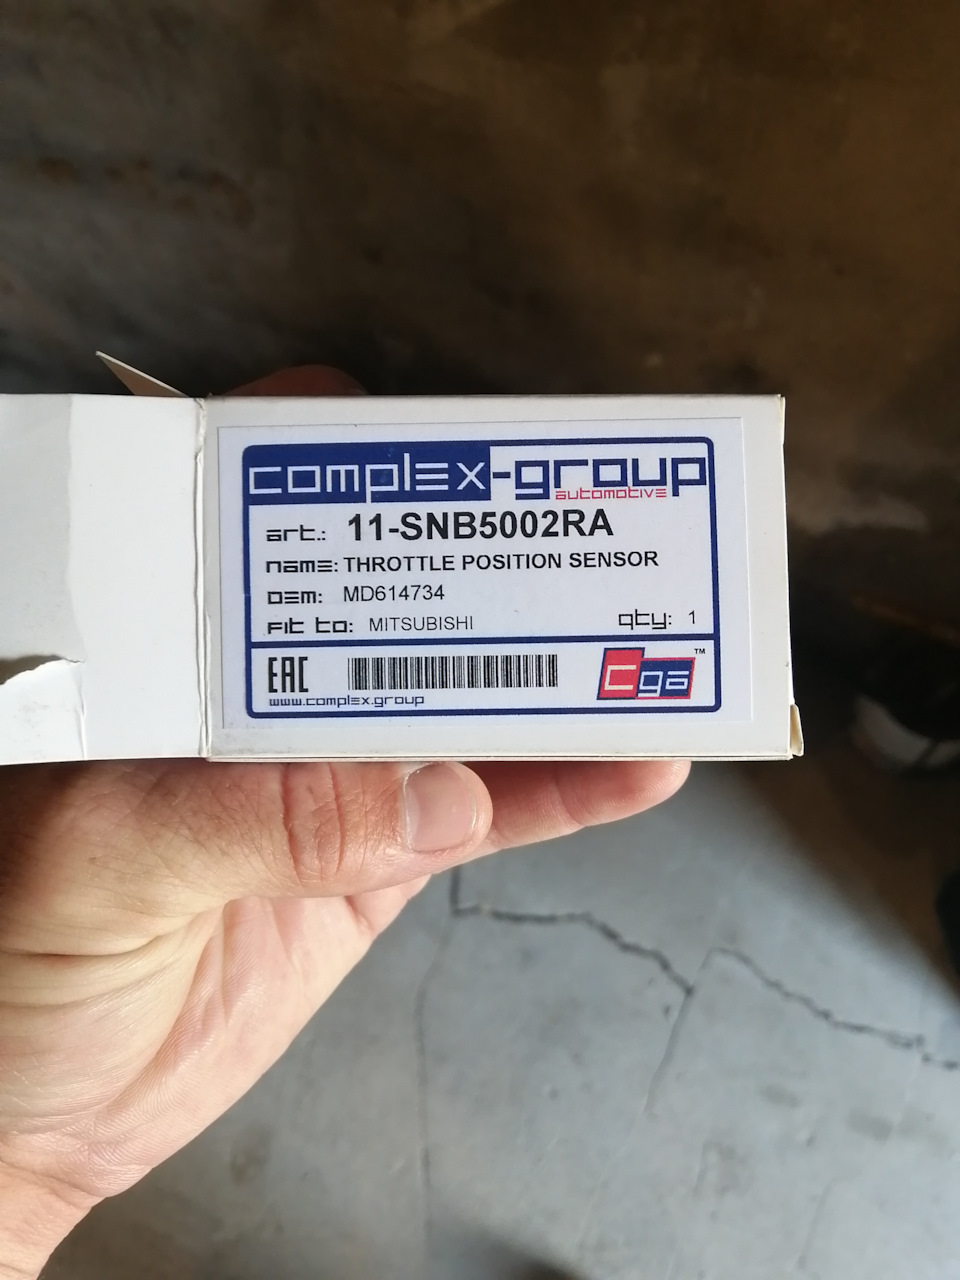 complex-group
automotive
art.: 11-SNB5002RA
name: THROTTLE POSITION SENSOR
OEM: MD614734
FIT to: MITSUBISHI qty: 1
EAC
www.complex.group
cga TM